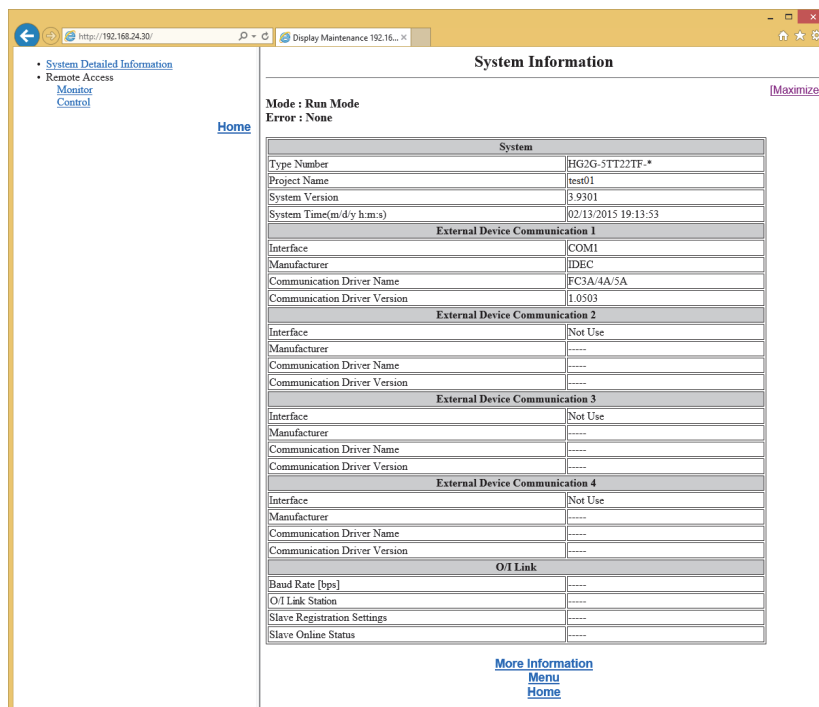 http://192.168.24.30/
Display Maintenance 192.16...
• System Detailed Information
• Remote Access
Monitor
Control
Home
System Information
[Maximize
Mode : Run Mode
Error : None
System
Type Number HG2G-5TT22TF-*
Project Name test01
System Version 3.9301
System Time(m/d/y h:m:s) 02/13/2015 19:13:53
External Device Communication 1
Interface COM1
Manufacturer IDEC
Communication Driver Name FC3A/4A/5A
Communication Driver Version 1.0503
External Device Communication 2
Interface Not Use
Manufacturer -----
Communication Driver Name -----
Communication Driver Version -----
External Device Communication 3
Interface Not Use
Manufacturer -----
Communication Driver Name -----
Communication Driver Version -----
External Device Communication 4
Interface Not Use
Manufacturer -----
Communication Driver Name -----
Communication Driver Version -----
O/I Link
Baud Rate [bps] -----
O/I Link Station -----
Slave Registration Settings -----
Slave Online Status -----
More Information
Menu
Home